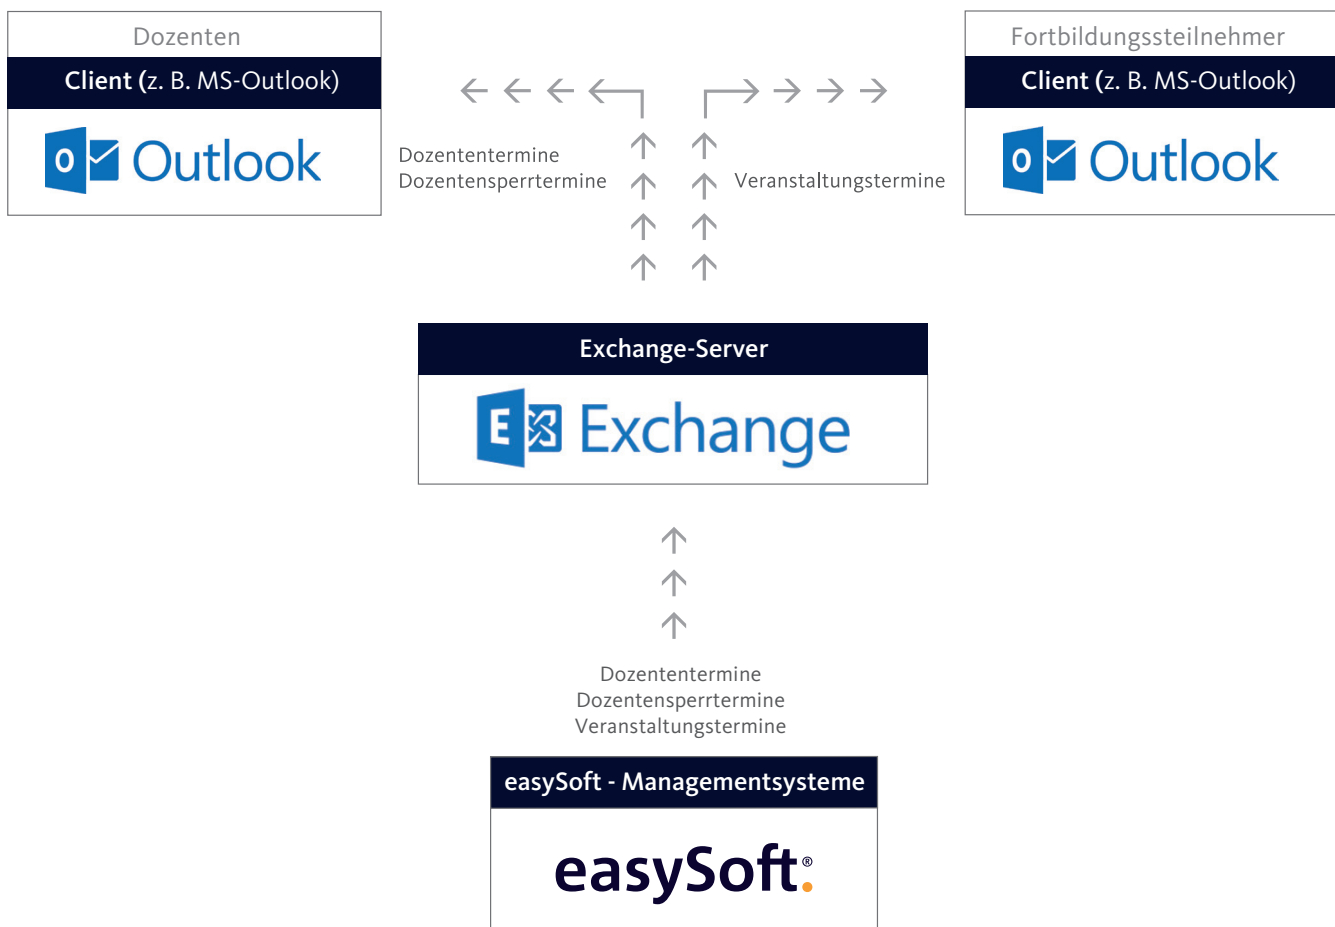 Dozenten
Client (z. B. MS-Outlook)
O Outlook
Fortbildungssteilnehmer
Client (z. B. MS-Outlook)
O Outlook
Dozententermine
Dozentensperrtermine
Veranstaltungstermine
Exchange-Server
E Exchange
Dozententermine
Dozentensperrtermine
Veranstaltungstermine
easySoft - Managementsysteme
easySoft.®